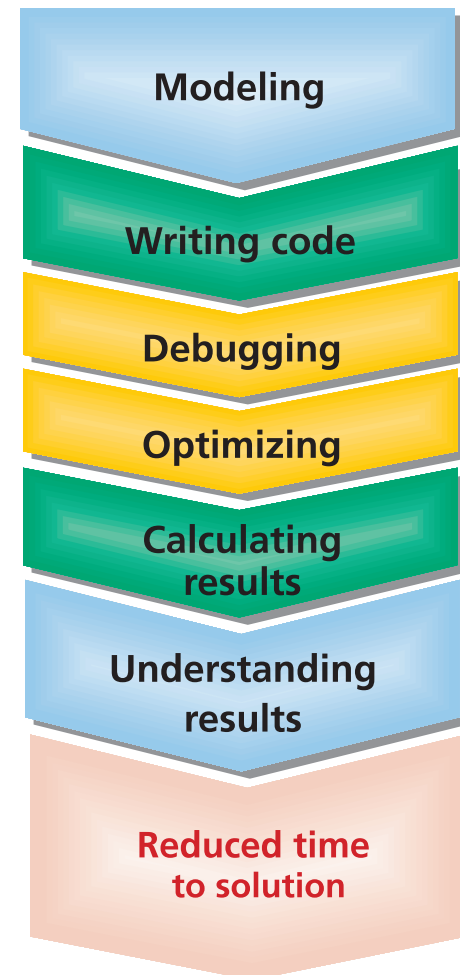 Modeling
Writing code
Debugging
Optimizing
Calculating
results
Understanding
results
Reduced time
to solution